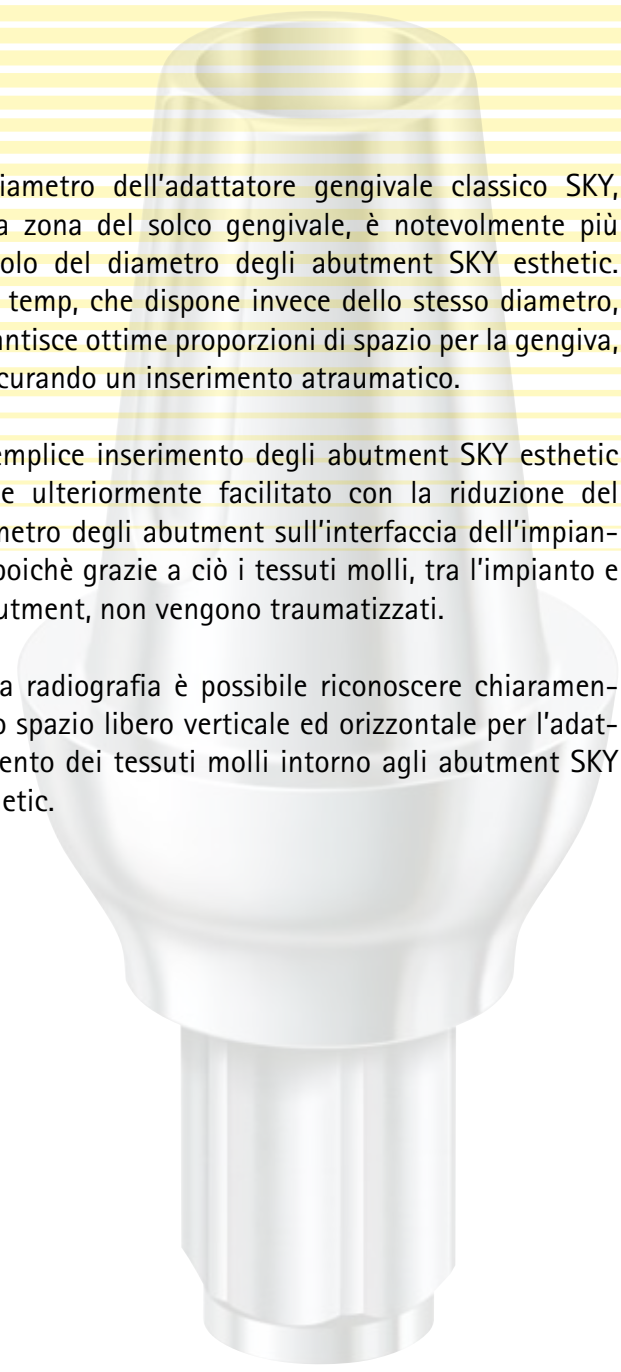 iametro dell'adattatore gengivale classico SKY,
a zona del solco gengivale, è notevolmente più
olo del diametro degli abutment SKY esthetic.
temp, che dispone invece dello stesso diametro,
antisce ottime proporzioni di spazio per la gengiva,
curando un inserimento atraumatico.
emplice inserimento degli abutment SKY esthetic
e ulteriormente facilitato con la riduzione del
metro degli abutment sull'interfaccia dell'impian-
poichè grazie a ciò i tessuti molli, tra l'impianto e
utment, non vengono traumatizzati.
a radiografia è possibile riconoscere chiaramen-
o spazio libero verticale ed orizzontale per l'adat-
ento dei tessuti molli intorno agli abutment SKY
etic.